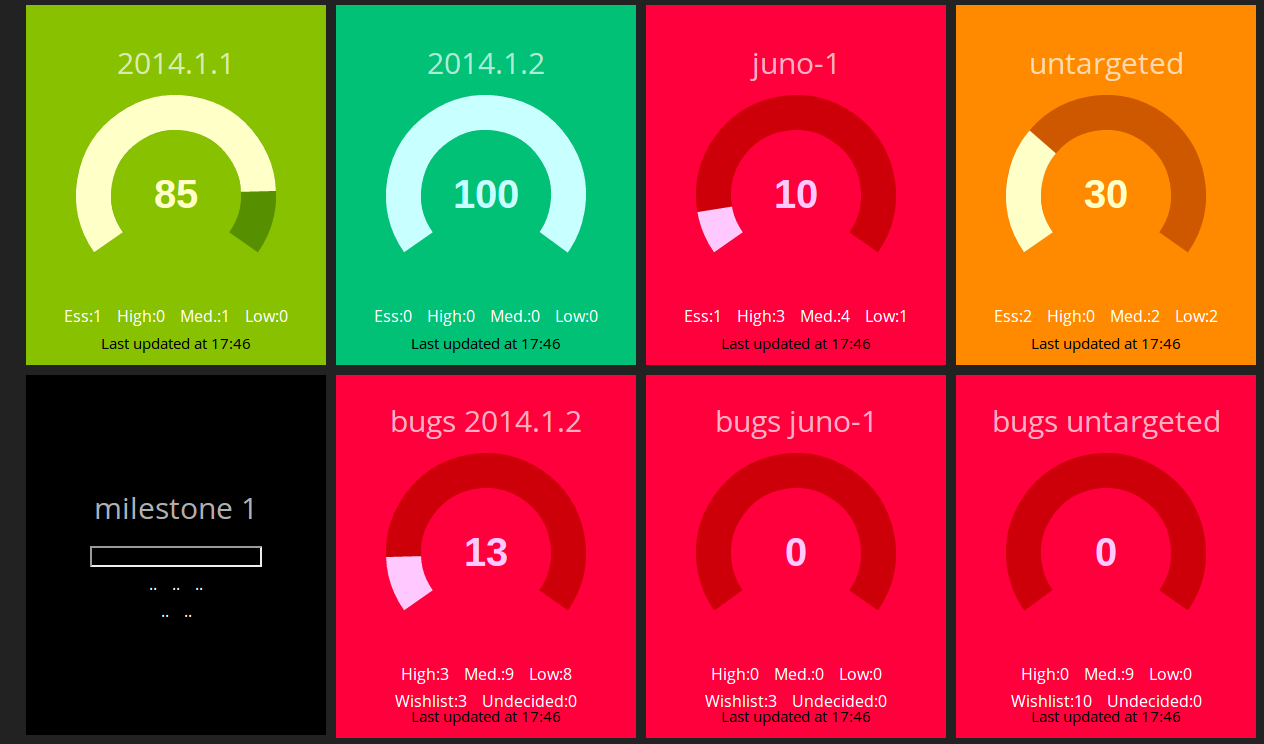 2014.1.1
85
Ess:1 High:0 Med.:1 Low:0
Last updated at 17:46
2014.1.2
100
Ess:0 High:0 Med.:0 Low:0
Last updated at 17:46
juno-1
10
Ess:1 High:3 Med.:4 Low:1
Last updated at 17:46
untargeted
30
Ess:2 High:0 Med.:2 Low:2
Last updated at 17:46
milestone 1
.. .. ..
.. ..
bugs 2014.1.2
13
High:3 Med.:9 Low:8
Wishlist:3 Undecided:0
Last updated at 17:46
bugs juno-1
0
High:0 Med.:0 Low:0
Wishlist:3 Undecided:0
Last updated at 17:46
bugs untargeted
0
High:0 Med.:9 Low:0
Wishlist:10 Undecided:0
Last updated at 17:46